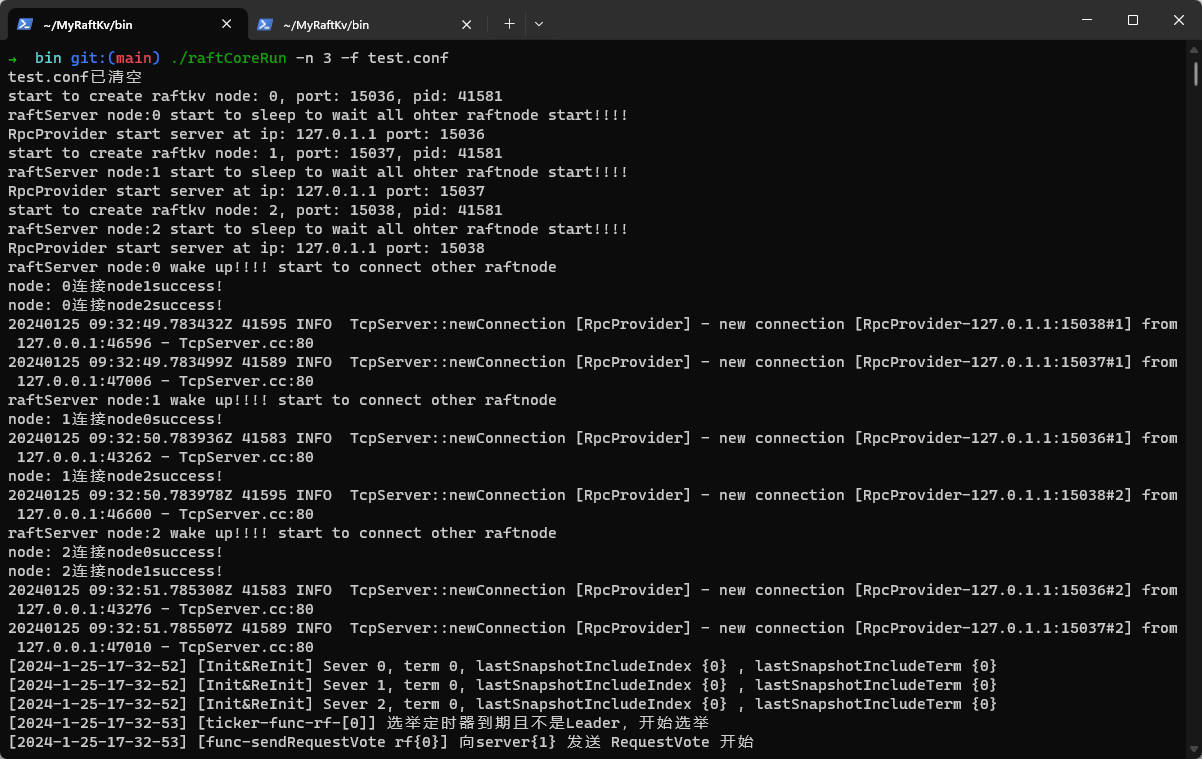 ~/MyRaftKv/bin
~/MyRaftKv/bin
→ bin git:(main) ./raftCoreRun -n 3 -f test.conf
test.conf已清空
start to create raftkv node: 0, port: 15036, pid: 41581
raftServer node:0 start to sleep to wait all ohter raftnode start!!!!
RpcProvider start server at ip: 127.0.1.1 port: 15036
start to create raftkv node: 1, port: 15037, pid: 41581
raftServer node:1 start to sleep to wait all ohter raftnode start!!!!
RpcProvider start server at ip: 127.0.1.1 port: 15037
start to create raftkv node: 2, port: 15038, pid: 41581
raftServer node:2 start to sleep to wait all ohter raftnode start!!!!
RpcProvider start server at ip: 127.0.1.1 port: 15038
raftServer node:0 wake up!!!! start to connect other raftnode
node: 0连接node1success!
node: 0连接node2success!
20240125 09:32:49.783432Z 41595 INFO  TcpServer::newConnection [RpcProvider] - new connection [RpcProvider-127.0.1.1:15038#1] from
127.0.0.1:46596 - TcpServer.cc:80
20240125 09:32:49.783499Z 41589 INFO  TcpServer::newConnection [RpcProvider] - new connection [RpcProvider-127.0.1.1:15037#1] from
127.0.0.1:47006 - TcpServer.cc:80
raftServer node:1 wake up!!!! start to connect other raftnode
node: 1连接node0success!
20240125 09:32:50.783936Z 41583 INFO  TcpServer::newConnection [RpcProvider] - new connection [RpcProvider-127.0.1.1:15036#1] from
127.0.0.1:43262 - TcpServer.cc:80
node: 1连接node2success!
20240125 09:32:50.783978Z 41595 INFO  TcpServer::newConnection [RpcProvider] - new connection [RpcProvider-127.0.1.1:15038#2] from
127.0.0.1:46600 - TcpServer.cc:80
raftServer node:2 wake up!!!! start to connect other raftnode
node: 2连接node0success!
node: 2连接node1success!
20240125 09:32:51.785308Z 41583 INFO  TcpServer::newConnection [RpcProvider] - new connection [RpcProvider-127.0.1.1:15036#2] from
127.0.0.1:43276 - TcpServer.cc:80
20240125 09:32:51.785507Z 41589 INFO  TcpServer::newConnection [RpcProvider] - new connection [RpcProvider-127.0.1.1:15037#2] from
127.0.0.1:47010 - TcpServer.cc:80
[2024-1-25-17-32-52] [Init&ReInit] Sever 0, term 0, lastSnapshotIncludeIndex {0} , lastSnapshotIncludeTerm {0}
[2024-1-25-17-32-52] [Init&ReInit] Sever 1, term 0, lastSnapshotIncludeIndex {0} , lastSnapshotIncludeTerm {0}
[2024-1-25-17-32-52] [Init&ReInit] Sever 2, term 0, lastSnapshotIncludeIndex {0} , lastSnapshotIncludeTerm {0}
[2024-1-25-17-32-53] [ticker-func-rf-[0]] 选举定时器到期且不是Leader，开始选举
[2024-1-25-17-32-53] [func-sendRequestVote rf{0}] 向server{1} 发送 RequestVote 开始